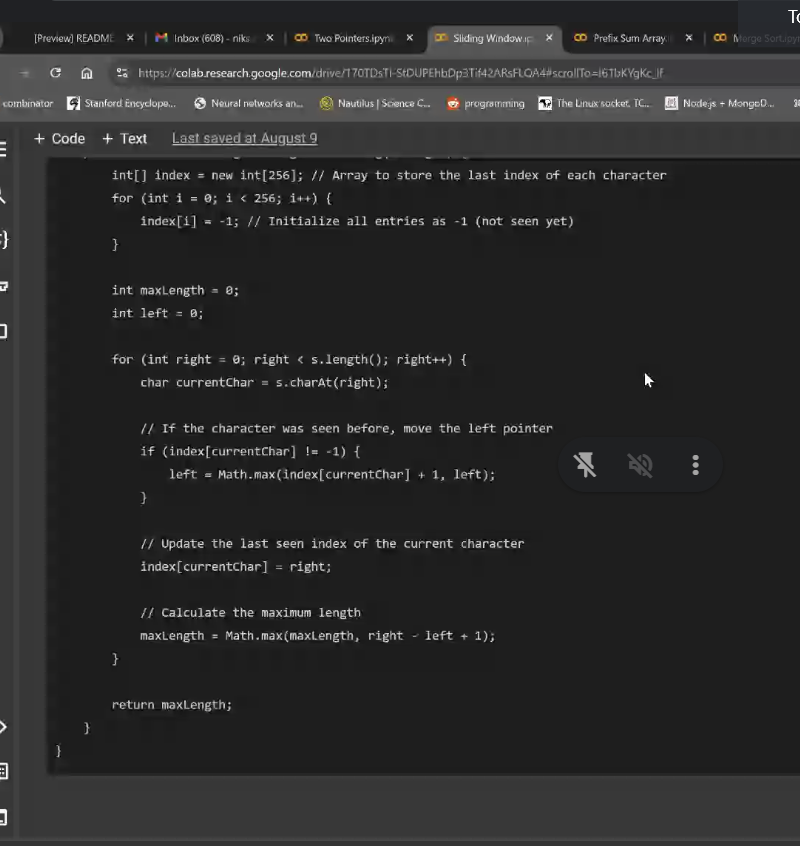 To
[Preview] README
Inbox (608) - niks
Two Pointers.ipyn
Sliding Window.ip
Prefix Sum Array.
Merge Sort.ipyn
https://colab.research.google.com/drive/
combinator
Stanford Encyclope...
Neural networks an...
Nautilus | Science C...
programming
The Linux socket, TC...
Node.js + MongoD...
+ Code + Text Last saved at August 9
int[] index = new int[256]; // Array to store the last index of each character
for (int i = 0; i < 256; i++) {
index[i] = -1; // Initialize all entries as -1 (not seen yet)
}
int maxLength = 0;
int left = 0;
for (int right = 0; right < s.length(); right++) {
char currentChar = s.charAt(right);
// If the character was seen before, move the left pointer
if (index[currentChar] != -1) {
left = Math.max(index[currentChar] + 1, left);
}
// Update the last seen index of the current character
index[currentChar] = right;
// Calculate the maximum length
maxLength = Math.max(maxLength, right - left + 1);
}
return maxLength;
}
}